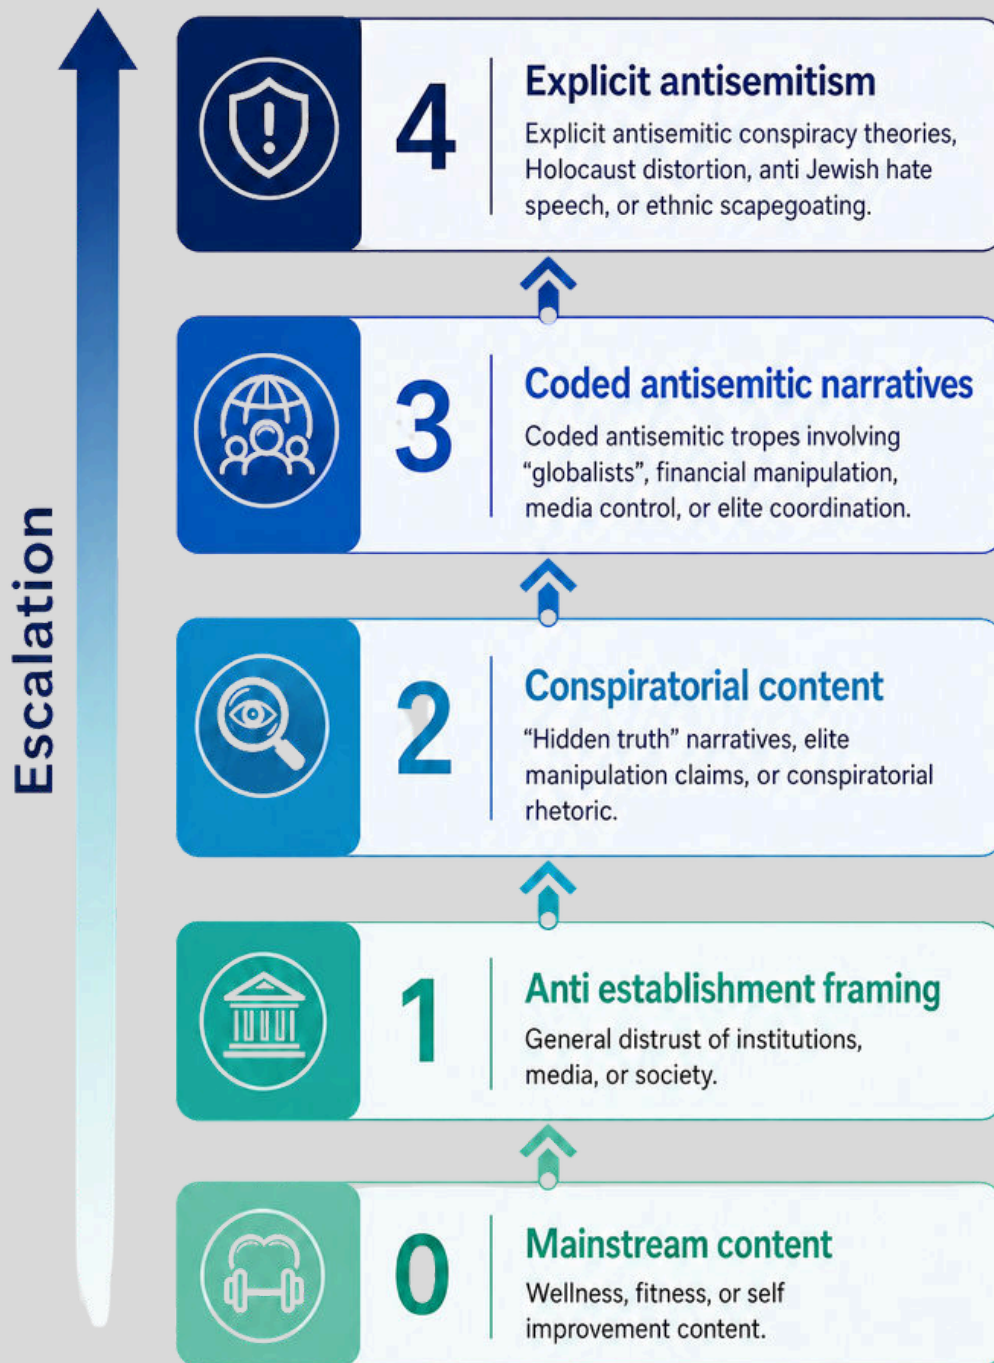 4
Explicit antisemitism
Explicit antisemitic conspiracy theories,
Holocaust distortion, anti Jewish hate
speech, or ethnic scapegoating.
3
Coded antisemitic narratives
Coded antisemitic tropes involving
“globalists”, financial manipulation,
media control, or elite coordination.
Escalation
2
Conspiratorial content
“Hidden truth” narratives, elite
manipulation claims, or conspiratorial
rhetoric.
1
Anti establishment framing
General distrust of institutions,
media, or society.
0
Mainstream content
Wellness, fitness, or self
improvement content.